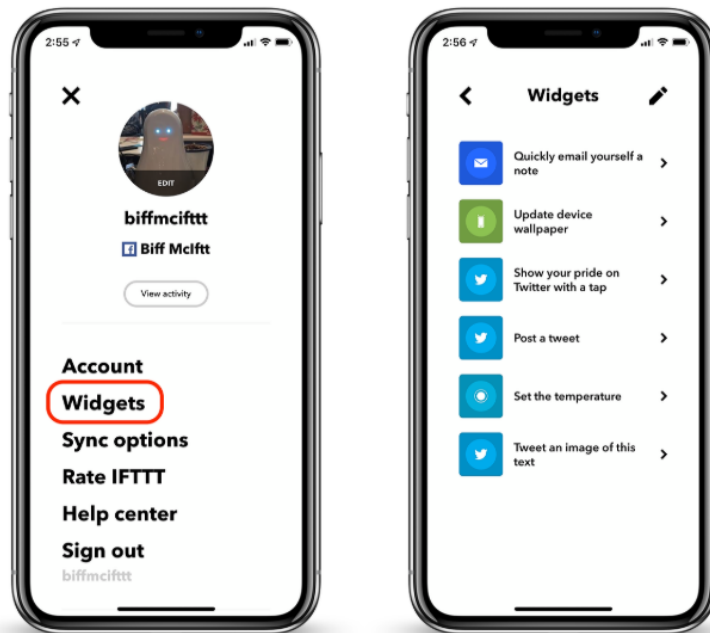 2:55
EDIT
biffmcifttt
Biff McIftt
View activity
Account
Widgets
Sync options
Rate IFTTT
Help center
Sign out
biffmcifttt
2:56
Widgets
Quickly email yourself a
note
Update device
wallpaper
Show your pride on
Twitter with a tap
Post a tweet
Set the temperature
Tweet an image of this
text